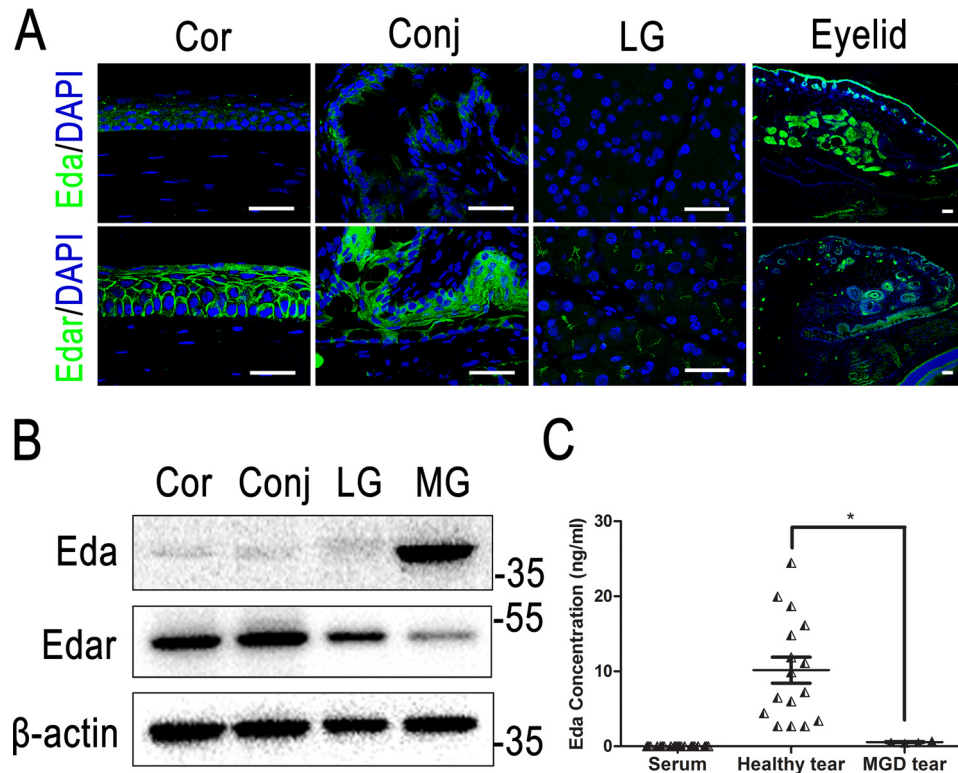 A
Cor Conj LG Eyelid
Eda/DAPI
Edar/DAPI
B
Cor Conj LG MG
Eda
-35
-55
Edar
β-actin
-35
C
*
Eda Concentration (ng/ml)
30
20
10
0
Serum Healthy tear MGD tear